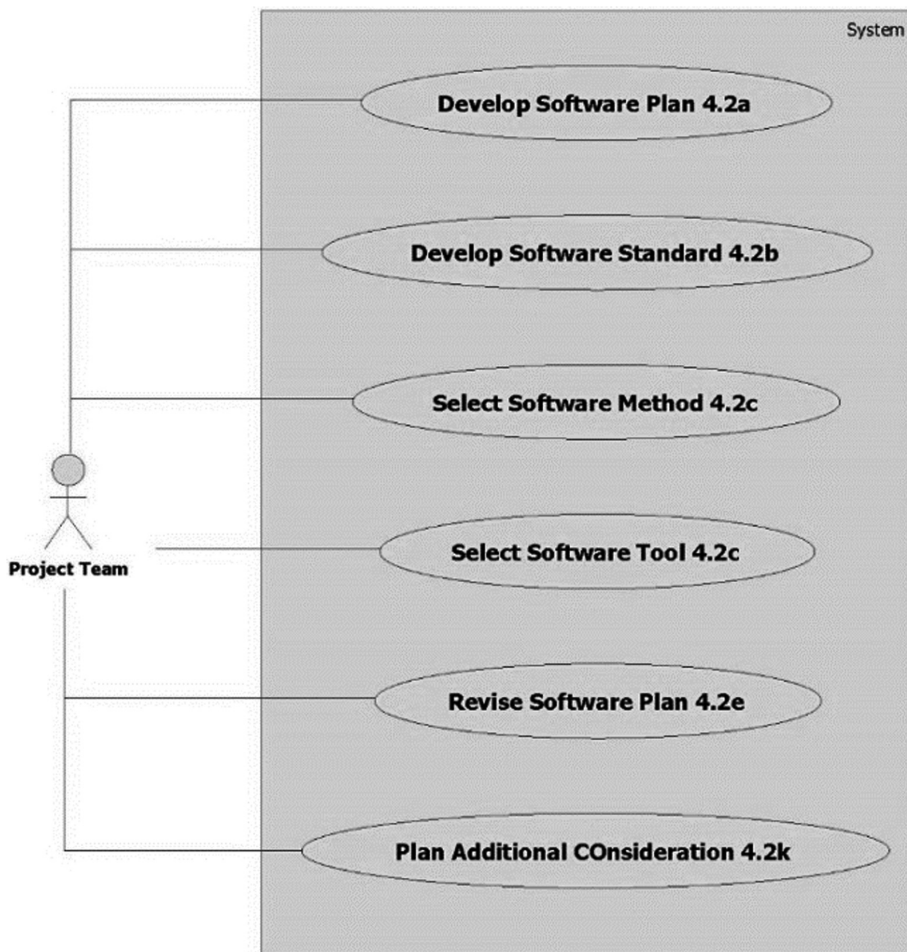 System
Develop Software Plan 4.2a
Develop Software Standard 4.2b
Select Software Method 4.2c
Select Software Tool 4.2c
Project Team
Revise Software Plan 4.2e
Plan Additional COnsideration 4.2k